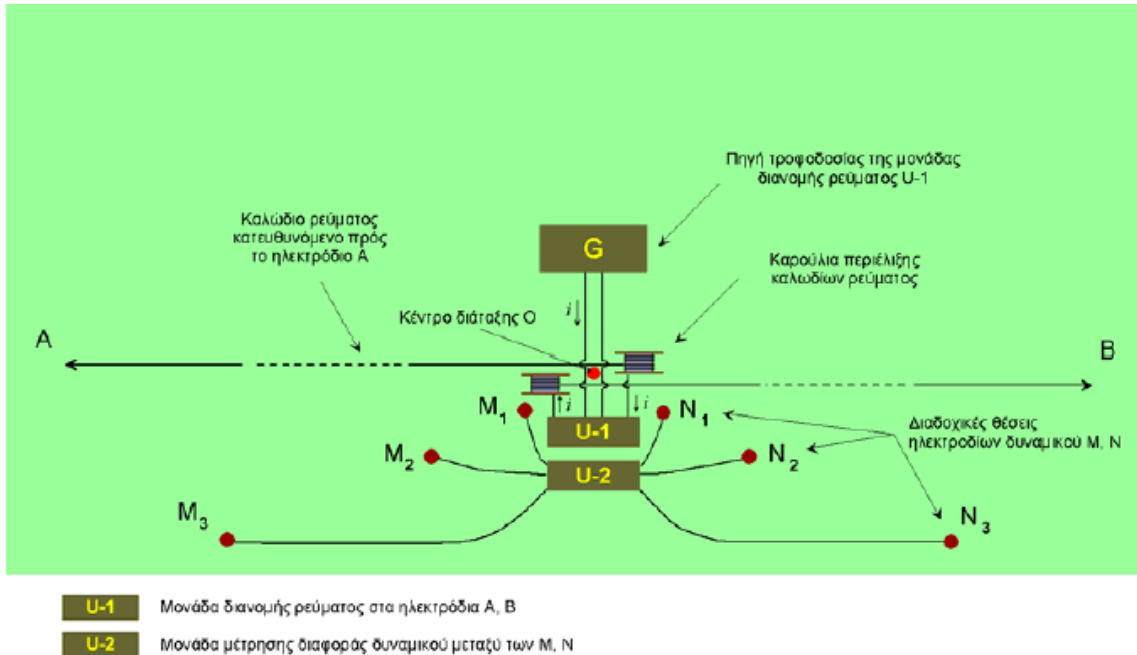 Πηγή τροφοδοσίας της μονάδας
διανομής ρεύματος U-1
Καλώδιο ρεύματος
κατευθυνόμενο πρός
το ηλεκτρόδιο Α
G
Καρούλια περιέλιξης
καλωδίων ρεύματος
i
Κέντρο διάταξης Ο
A
B
i
i
M1
N1
U-1
Διαδοχικές θέσεις
ηλεκτροδίων δυναμικού Μ, Ν
M2
N2
U-2
M3
N3
U-1 Μονάδα διανομής ρεύματος στα ηλεκτρόδια Α, Β
U-2 Μονάδα μέτρησης διαφοράς δυναμικού μεταξύ των Μ, Ν